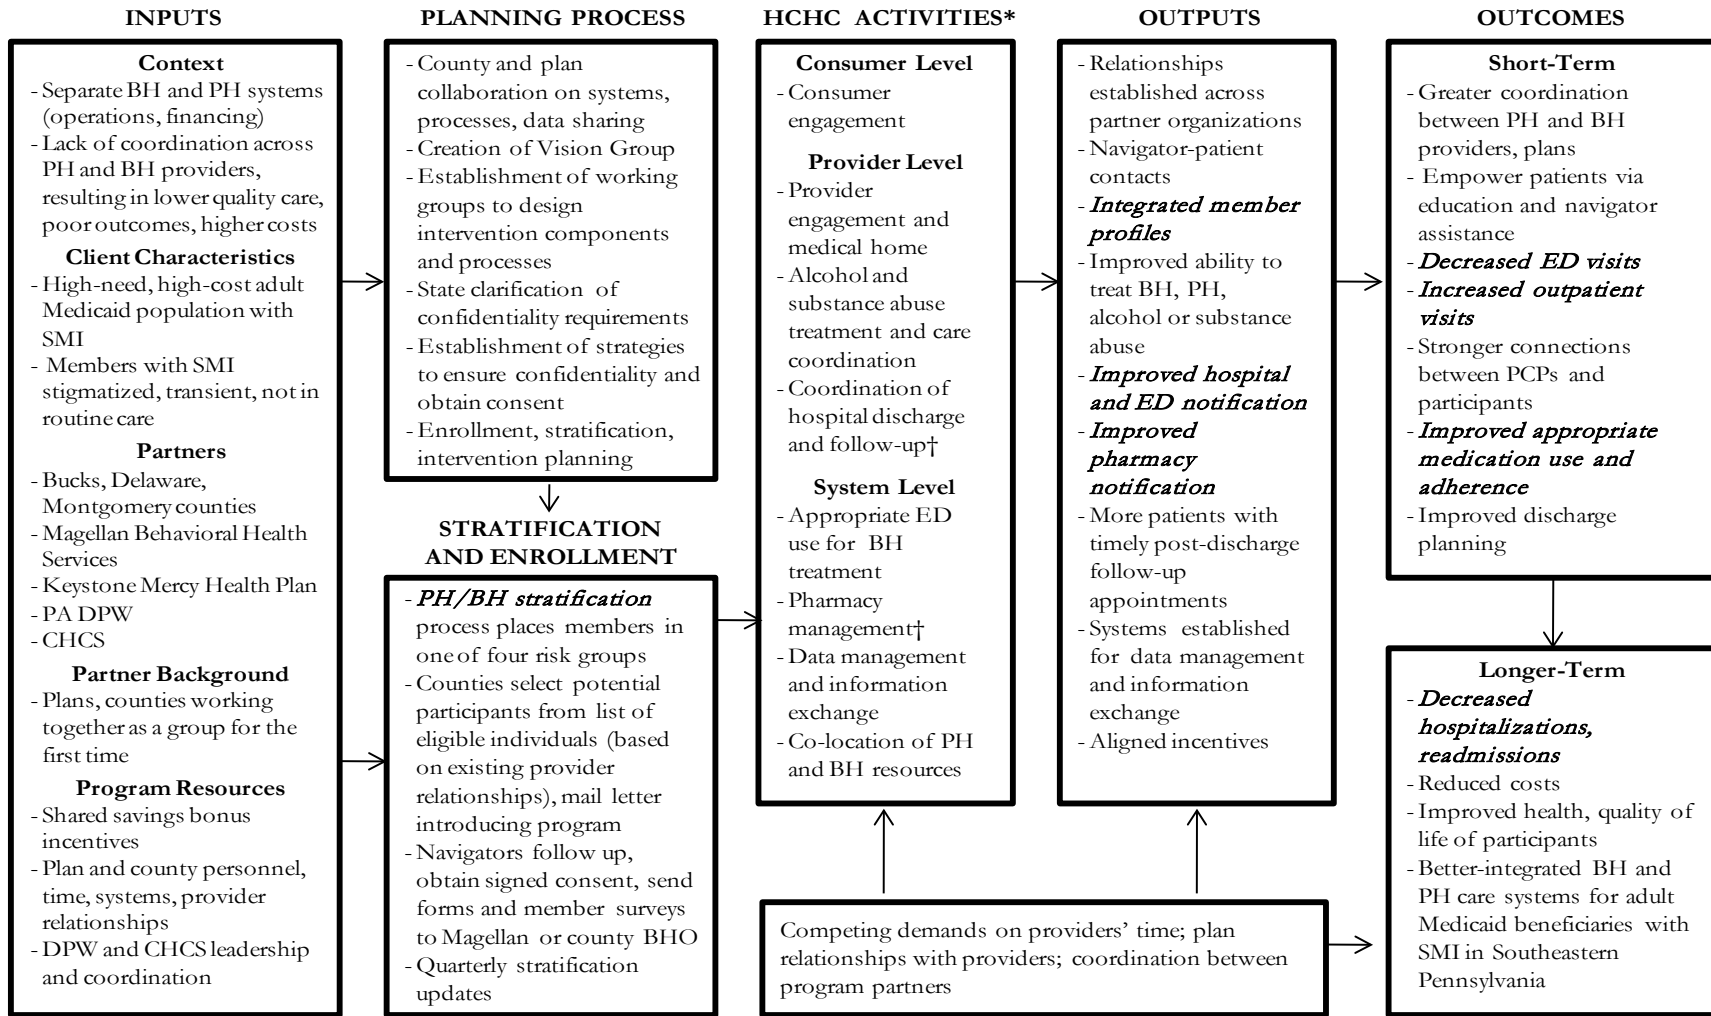 INPUTS
Context
- Separate BH and PH systems
(operations, financing)
- Lack of coordination across
PH and BH providers,
resulting in lower quality care,
poor outcomes, higher costs
Client Characteristics
- High-need, high-cost adult
Medicaid population with
SMI
- Members with SMI
stigmatized, transient, not in
routine care
Partners
- Bucks, Delaware,
Montgomery counties
- Magellan Behavioral Health
Services
- Keystone Mercy Health Plan
- PA DPW
- CHCS
Partner Background
- Plans, counties working
together as a group for the
first time
Program Resources
- Shared savings bonus
incentives
- Plan and county personnel,
time, systems, provider
relationships
- DPW and CHCS leadership
and coordination
PLANNING PROCESS
- County and plan
collaboration on systems,
processes, data sharing
- Creation of Vision Group
- Establishment of working
groups to design
intervention components
and processes
- State clarification of
confidentiality requirements
- Establishment of strategies
to ensure confidentiality and
obtain consent
- Enrollment, stratification,
intervention planning
STRATIFICATION
AND ENROLLMENT
- PH/BH stratification
process places members in
one of four risk groups
- Counties select potential
participants from list of
eligible individuals (based
on existing provider
relationships), mail letter
introducing program
- Navigators follow up,
obtain signed consent, send
forms and member surveys
to Magellan or county BHO
- Quarterly stratification
updates
HCHC ACTIVITIES*
Consumer Level
- Consumer
engagement
Provider Level
- Provider
engagement and
medical home
- Alcohol and
substance abuse
treatment and care
coordination
- Coordination of
hospital discharge
and follow-up†
System Level
- Appropriate ED
use for BH
treatment
- Pharmacy
management†
- Data management
and information
exchange
- Co-location of PH
and BH resources
OUTPUTS
- Relationships
established across
partner organizations
- Navigator-patient
contacts
- Integrated member
profiles
- Improved ability to
treat BH, PH,
alcohol or substance
abuse
- Improved hospital
and ED notification
- Improved
pharmacy
notification
- More patients with
timely post-discharge
follow-up
appointments
- Systems established
for data management
and information
exchange
- Aligned incentives
Competing demands on providers' time; plan
relationships with providers; coordination between
program partners
OUTCOMES
Short-Term
- Greater coordination
between PH and BH
providers, plans
- Empower patients via
education and navigator
assistance
- Decreased ED visits
- Increased outpatient
visits
- Stronger connections
between PCPs and
participants
- Improved appropriate
medication use and
adherence
- Improved discharge
planning
Longer-Term
- Decreased
hospitalizations,
readmissions
- Reduced costs
- Improved health, quality of
life of participants
- Better-integrated BH and
PH care systems for adult
Medicaid beneficiaries with
SMI in Southeastern
Pennsylvania